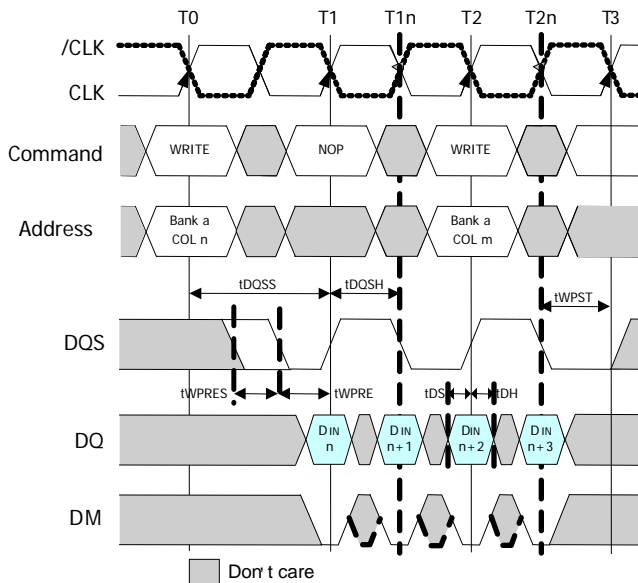 T0 T1 T1n T2 T2n T3
/CLK
CLK
Command WRITE NOP WRITE
Address Bank a COL n Bank a COL m
tDQSS tDQSH tWPST
DQS
tWPRES tWPRE tDS tDH
DQ DIN n DIN n+1 DIN n+2 DIN n+3
DM
Don't care